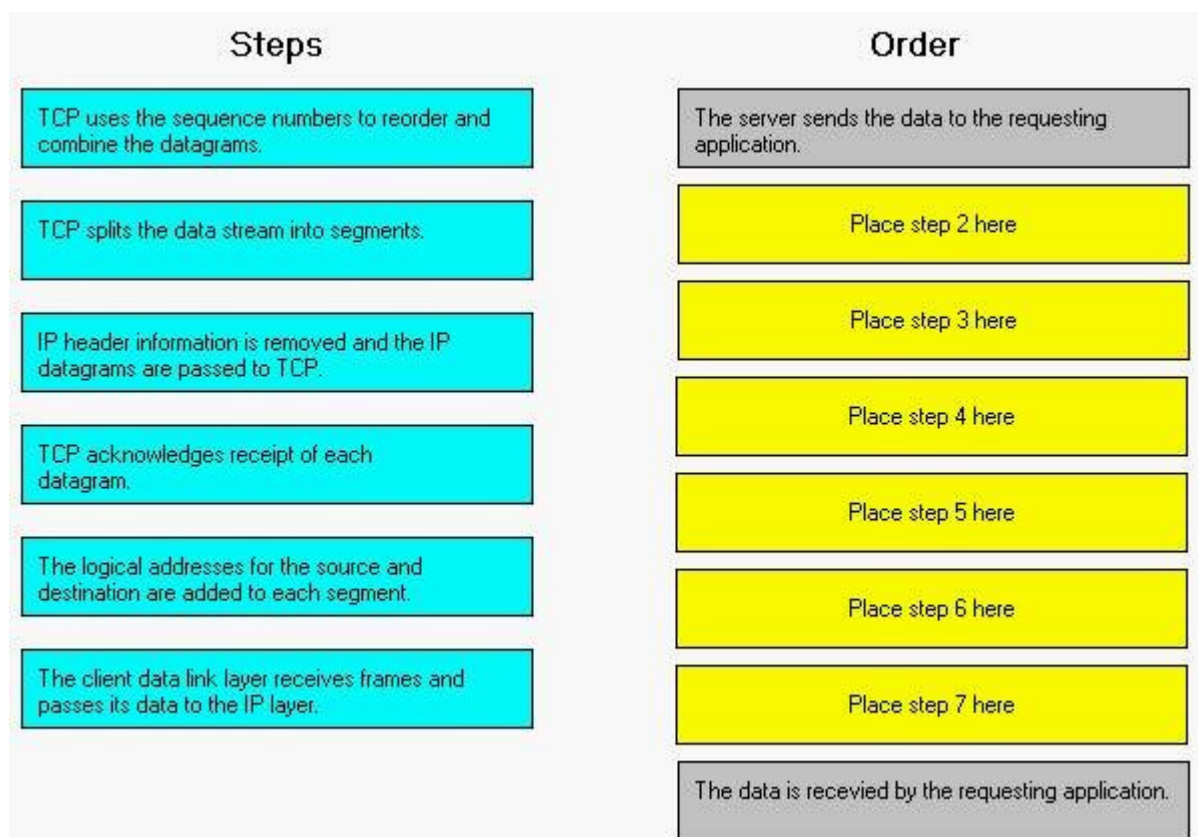 Steps
TCP uses the sequence numbers to reorder and
combine the datagrams.
TCP splits the data stream into segments.
IP header information is removed and the IP
datagrams are passed to TCP.
TCP acknowledges receipt of each
datagram.
The logical addresses for the source and
destination are added to each segment.
The client data link layer receives frames and
passes its data to the IP layer.
Order
The server sends the data to the requesting
application.
Place step 2 here
Place step 3 here
Place step 4 here
Place step 5 here
Place step 6 here
Place step 7 here
The data is recevied by the requesting application.